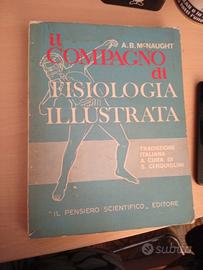 A. B. McNAUGHT
il
COMPAGNO
di
FISIOLOGIA
ILLUSTRATA
TRADUZIONE
ITALIANA
A CURA DI
S. CERQUIGLINI
"IL PENSIERO SCIENTIFICO„ EDITORE
subito